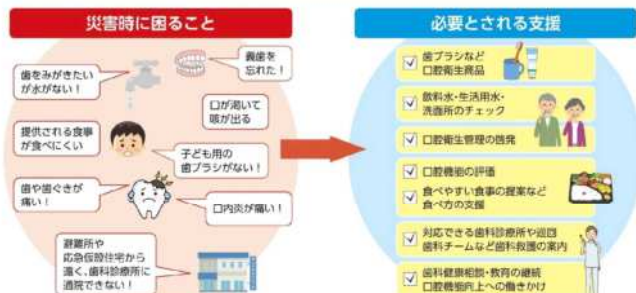 災害時に困ること
歯をみがきたい
が水がない！
義歯を
忘れた！
口が渇いて
咳が出る
提供される食事
が食べにくい
子ども用の
歯ブラシがない！
歯や歯ぐきが
痛い！
口内炎が痛い！
避難所や
応急仮設住宅から
遠く、歯科診療所に
通院できない！
必要とされる支援
歯ブラシなど
口腔衛生商品
飲料水・生活用水・
洗面所のチェック
口腔衛生管理の啓発
口腔機能の評価
食べやすい食事の提案など
食べ方の支援
対応できる歯科診療所や巡回
歯科チームなど歯科救護の案内
歯科健康相談・教育の継続
口腔機能向上への働きかけ